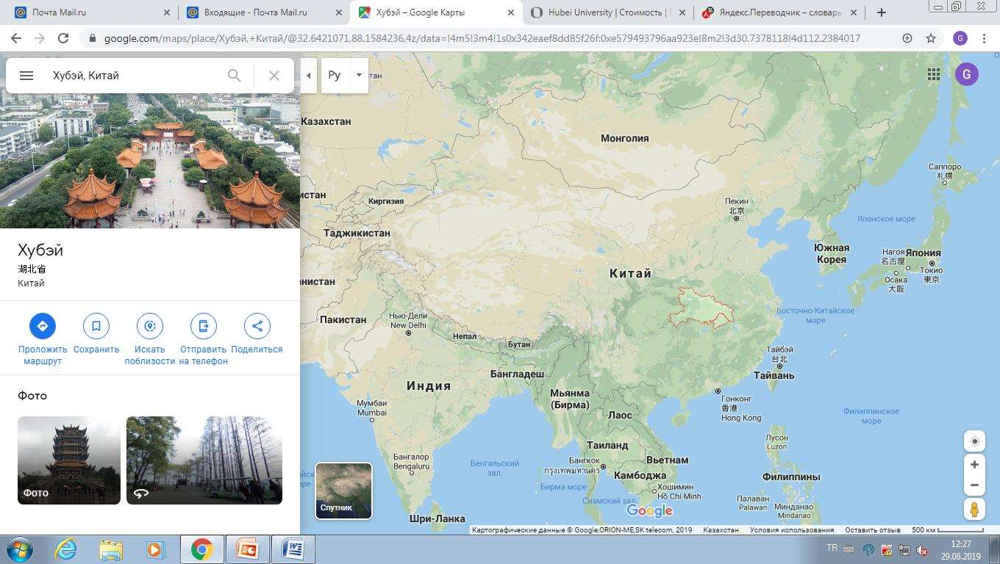 Почта Mail.ru
Входящие - Почта Mail.ru
Хубэй – Google Карты
Hubei University | Стоимость | Г
Яндекс.Переводчик – словарь
google.com/maps/place/Хубэй,+Китай/@32.6421071,88.1584236,4z/data=!4m5!3m4!1s0x342eaef8dd85f26f:0xe579493796aa923e!8m2!3d30.7378118!4d112.2384017
G
Хубэй, Китай
Ру
тан
G
Хубэй
湖北省
Китай
Проложить
маршрут
Сохранить
Искать
поблизости
Отправить
на телефон
Поделиться
Фото
Фото
Казахстан
Монголия
Саппоро
札幌
истан
Киргизия
Пекин
北京
Японское море
Таджикистан
Южная
Корея
Нагоя
名古屋
Япония
Токио
東京
Осака
大阪
Китай
анистан
Пакистан
Нью-Дели
New Delhi
Восточно-Китайское
море
Непал
Бутан
Тайбэй
台北
Тайвань
Бангладеш
Индия
Мьянма
(Бирма)
Гонконг
香港
Hong Kong
Мумбаи
Mumbai
Лаос
Филиппинское
море
Лусон
Luzon
Таиланд
Бангалор
Bengaluru
Бенгальский
зал.
Бангкок
กรุงเทพมหานคร
Вьетнам
Камбоджа
Филиппины
йск
оре
Бирма море
Хошимин
Hồ Chí Minh
Сиамский зал.
Палаван
Palawan
Минданао
Mindanao
Шри-Ланка
Спутник
Google
Картографические данные © Google,ORION-ME,SK telecom, 2019
Казахстан
Условия использования
Оставить отзыв
500 км
TR
12:27
29.08.2019